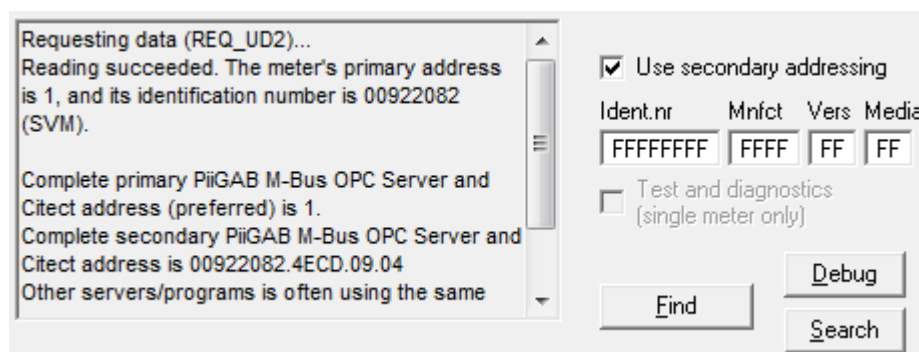 Requesting data (REQ_UD2)...
Reading succeeded. The meter's primary address
is 1, and its identification number is 00922082
(SVM).
Complete primary PiiGAB M-Bus OPC Server and
Citect address (preferred) is 1.
Complete secondary PiiGAB M-Bus OPC Server and
Citect address is 00922082.4ECD.09.04
Other servers/programs is often using the same
Use secondary addressing
Ident.nr Mnfct Vers Media
FFFFFFFF FFFF FF FF
Test and diagnostics
(single meter only)
Find
Debug
Search